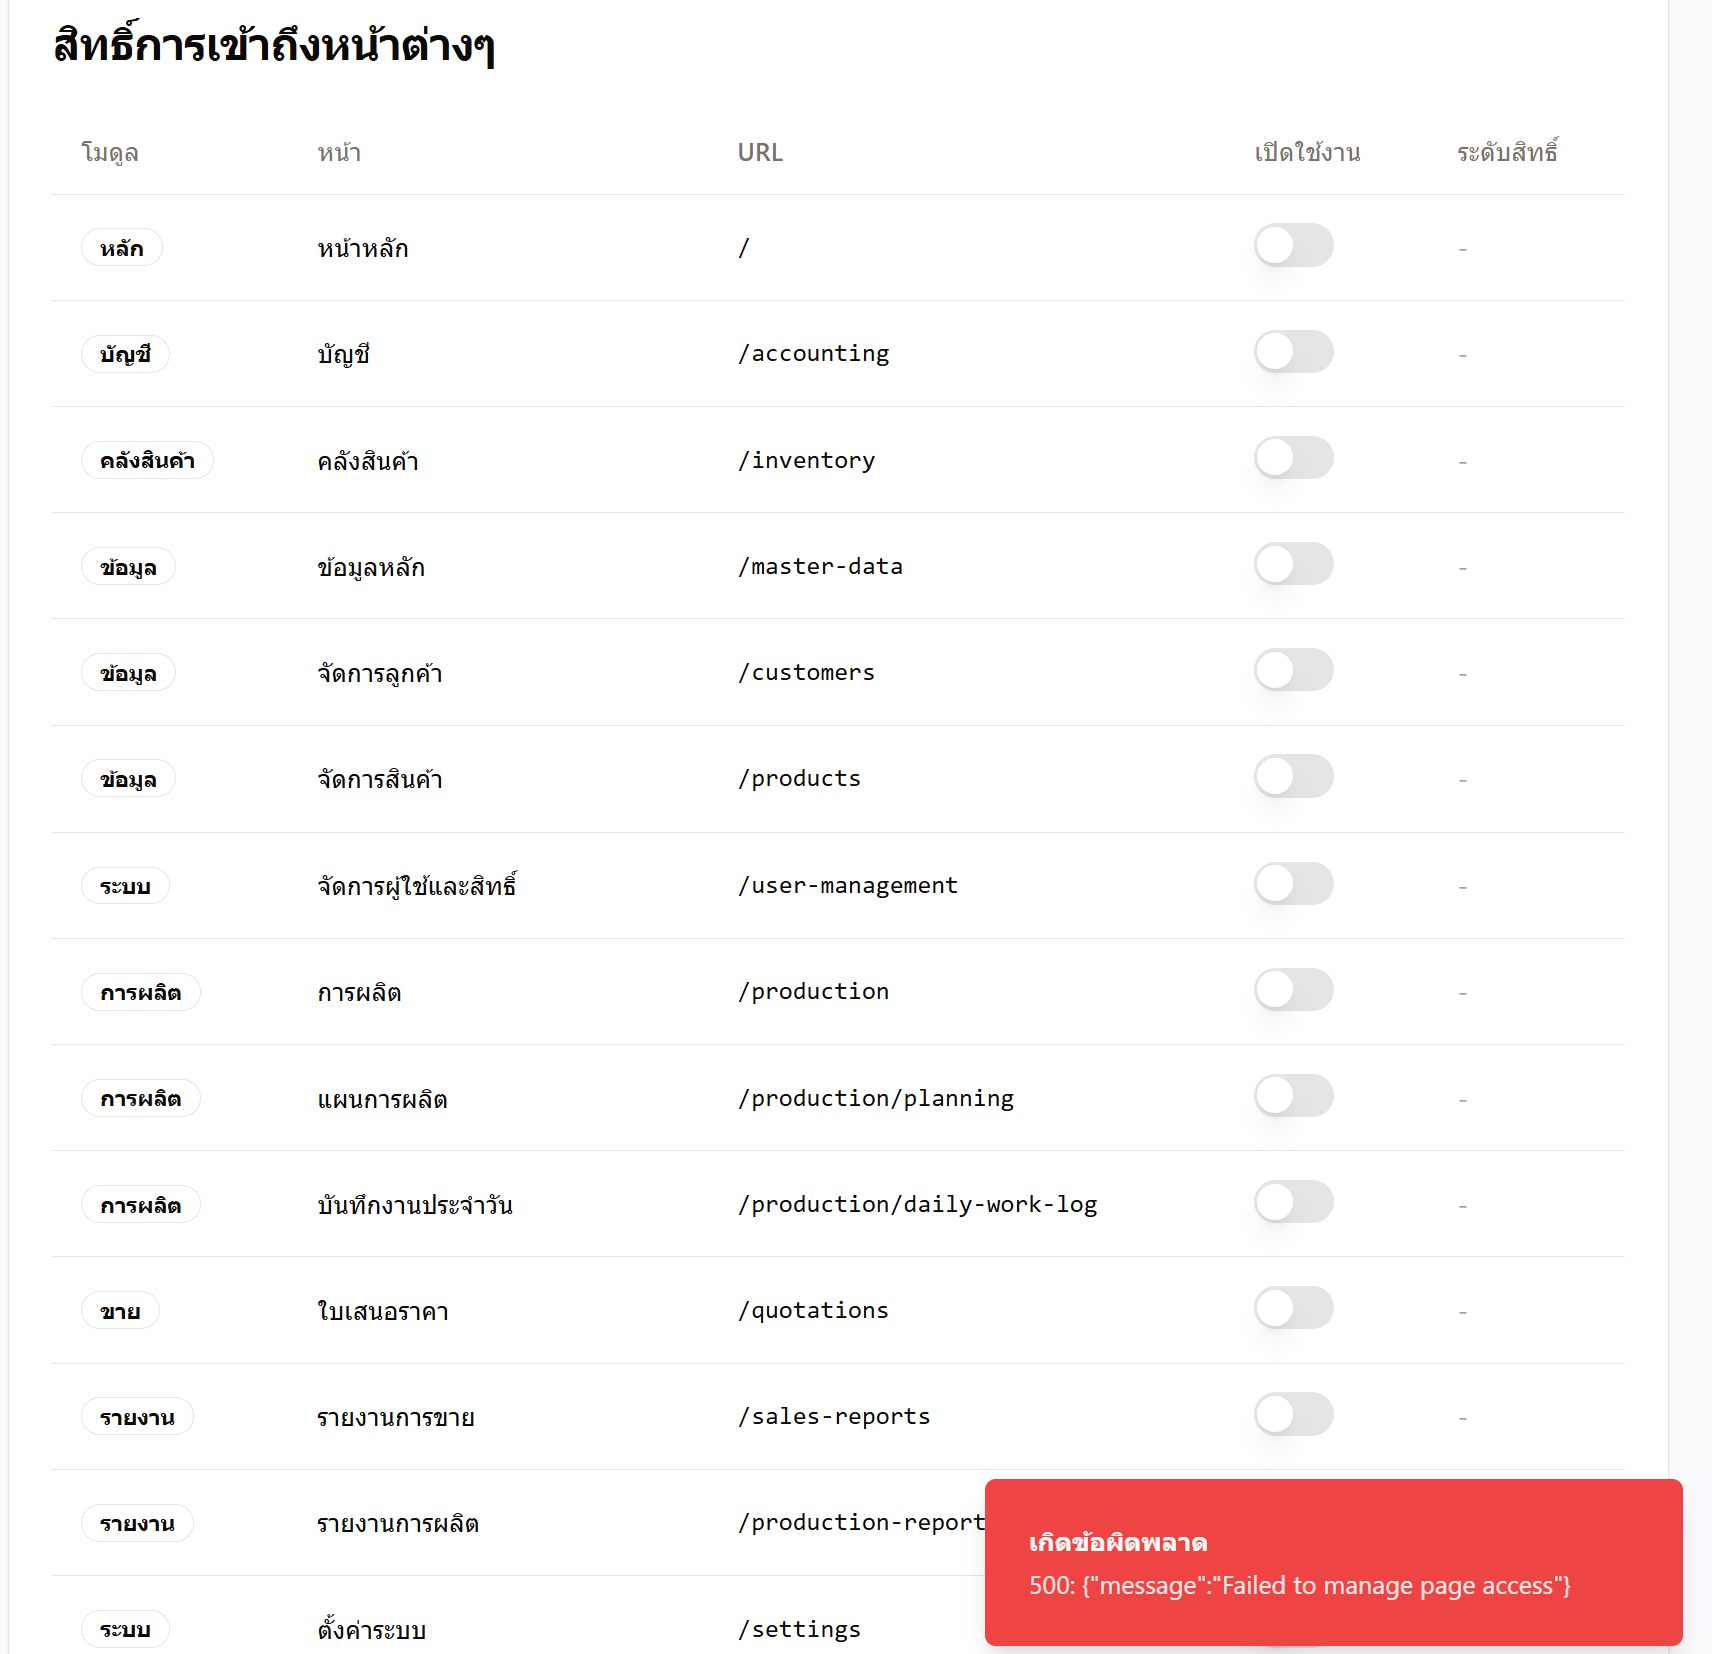 สิทธิ์การเข้าถึงหน้าต่างๆ
โมดูล หน้า URL เปิดใช้งาน ระดับสิทธิ์
หลัก หน้าหลัก / -
บัญชี บัญชี /accounting -
คลังสินค้า คลังสินค้า /inventory -
ข้อมูล ข้อมูลหลัก /master-data -
ข้อมูล จัดการลูกค้า /customers -
ข้อมูล จัดการสินค้า /products -
ระบบ จัดการผู้ใช้และสิทธิ์ /user-management -
การผลิต การผลิต /production -
การผลิต แผนการผลิต /production/planning -
การผลิต บันทึกงานประจำวัน /production/daily-work-log -
ขาย ใบเสนอราคา /quotations -
รายงาน รายงานการขาย /sales-reports -
รายงาน รายงานการผลิต /production-report
ระบบ ตั้งค่าระบบ /settings
เกิดข้อผิดพลาด
500: {"message":"Failed to manage page access"}